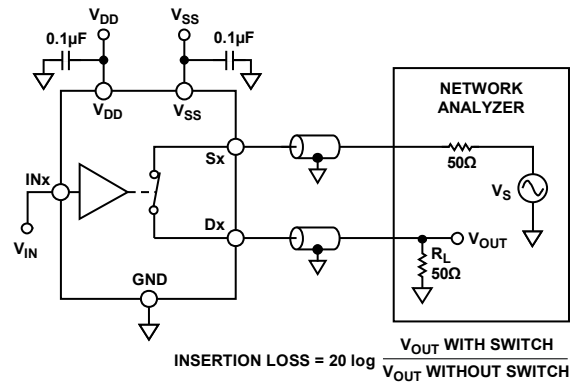 VDD
VSS
0.1µF
0.1µF
VDD
VSS
NETWORK
ANALYZER
Sx
50Ω
INx
VS
Dx
VOUT
VIN
RL
50Ω
GND
INSERTION LOSS = 20 log VOUT WITH SWITCH
VOUT WITHOUT SWITCH